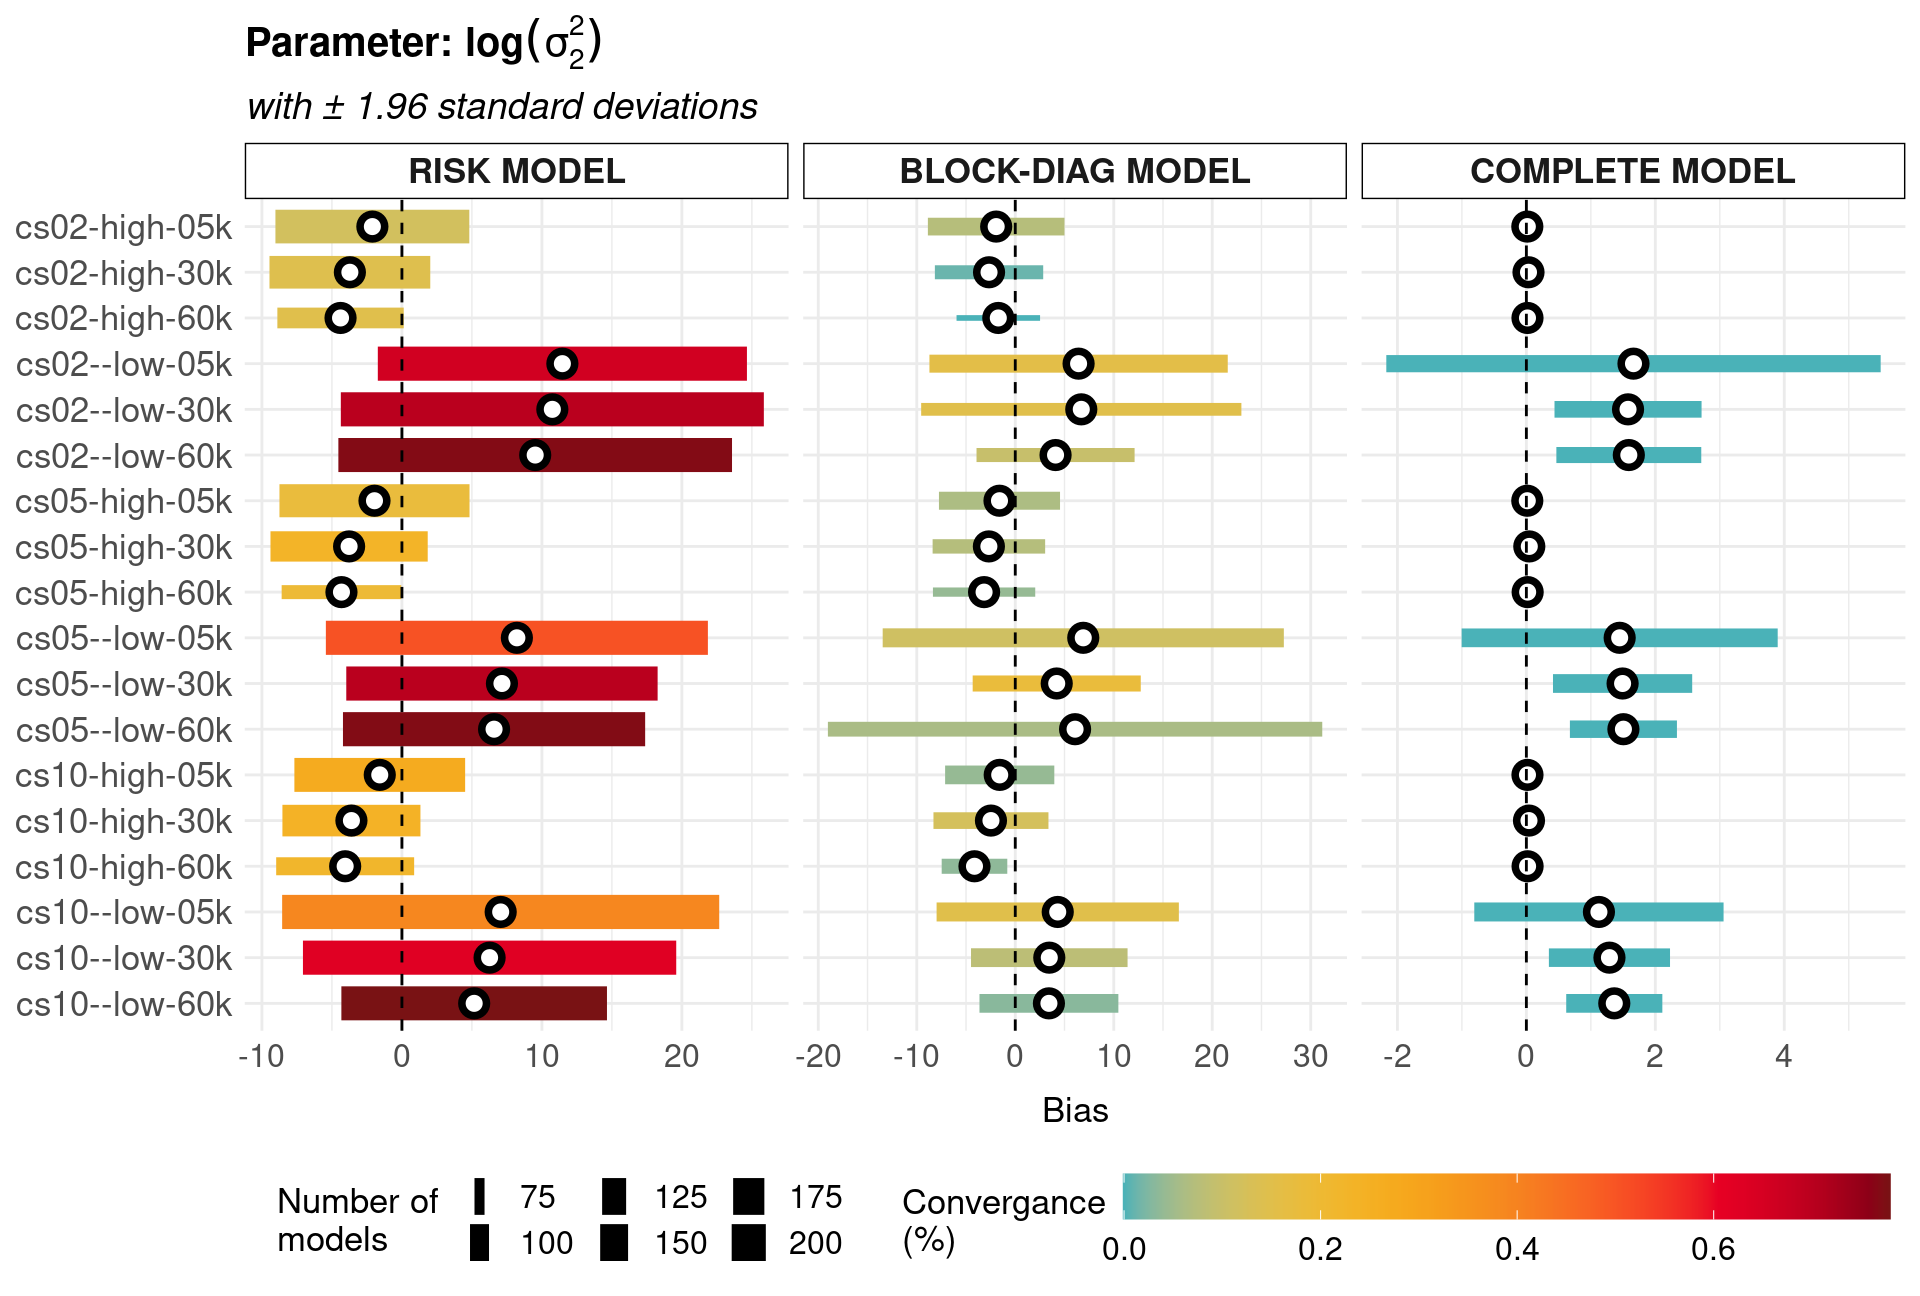 Parameter: log(σ₂²)
with ± 1.96 standard deviations
RISK MODEL BLOCK-DIAG MODEL COMPLETE MODEL
cs02-high-05k
cs02-high-30k
cs02-high-60k
cs02--low-05k
cs02--low-30k
cs02--low-60k
cs05-high-05k
cs05-high-30k
cs05-high-60k
cs05--low-05k
cs05--low-30k
cs05--low-60k
cs10-high-05k
cs10-high-30k
cs10-high-60k
cs10--low-05k
cs10--low-30k
cs10--low-60k
-10 0 10 20 -20 -10 0 10 20 30 -2 0 2 4
Bias
Number of models
75 125 175
100 150 200
Convergance (%)
0.0 0.2 0.4 0.6